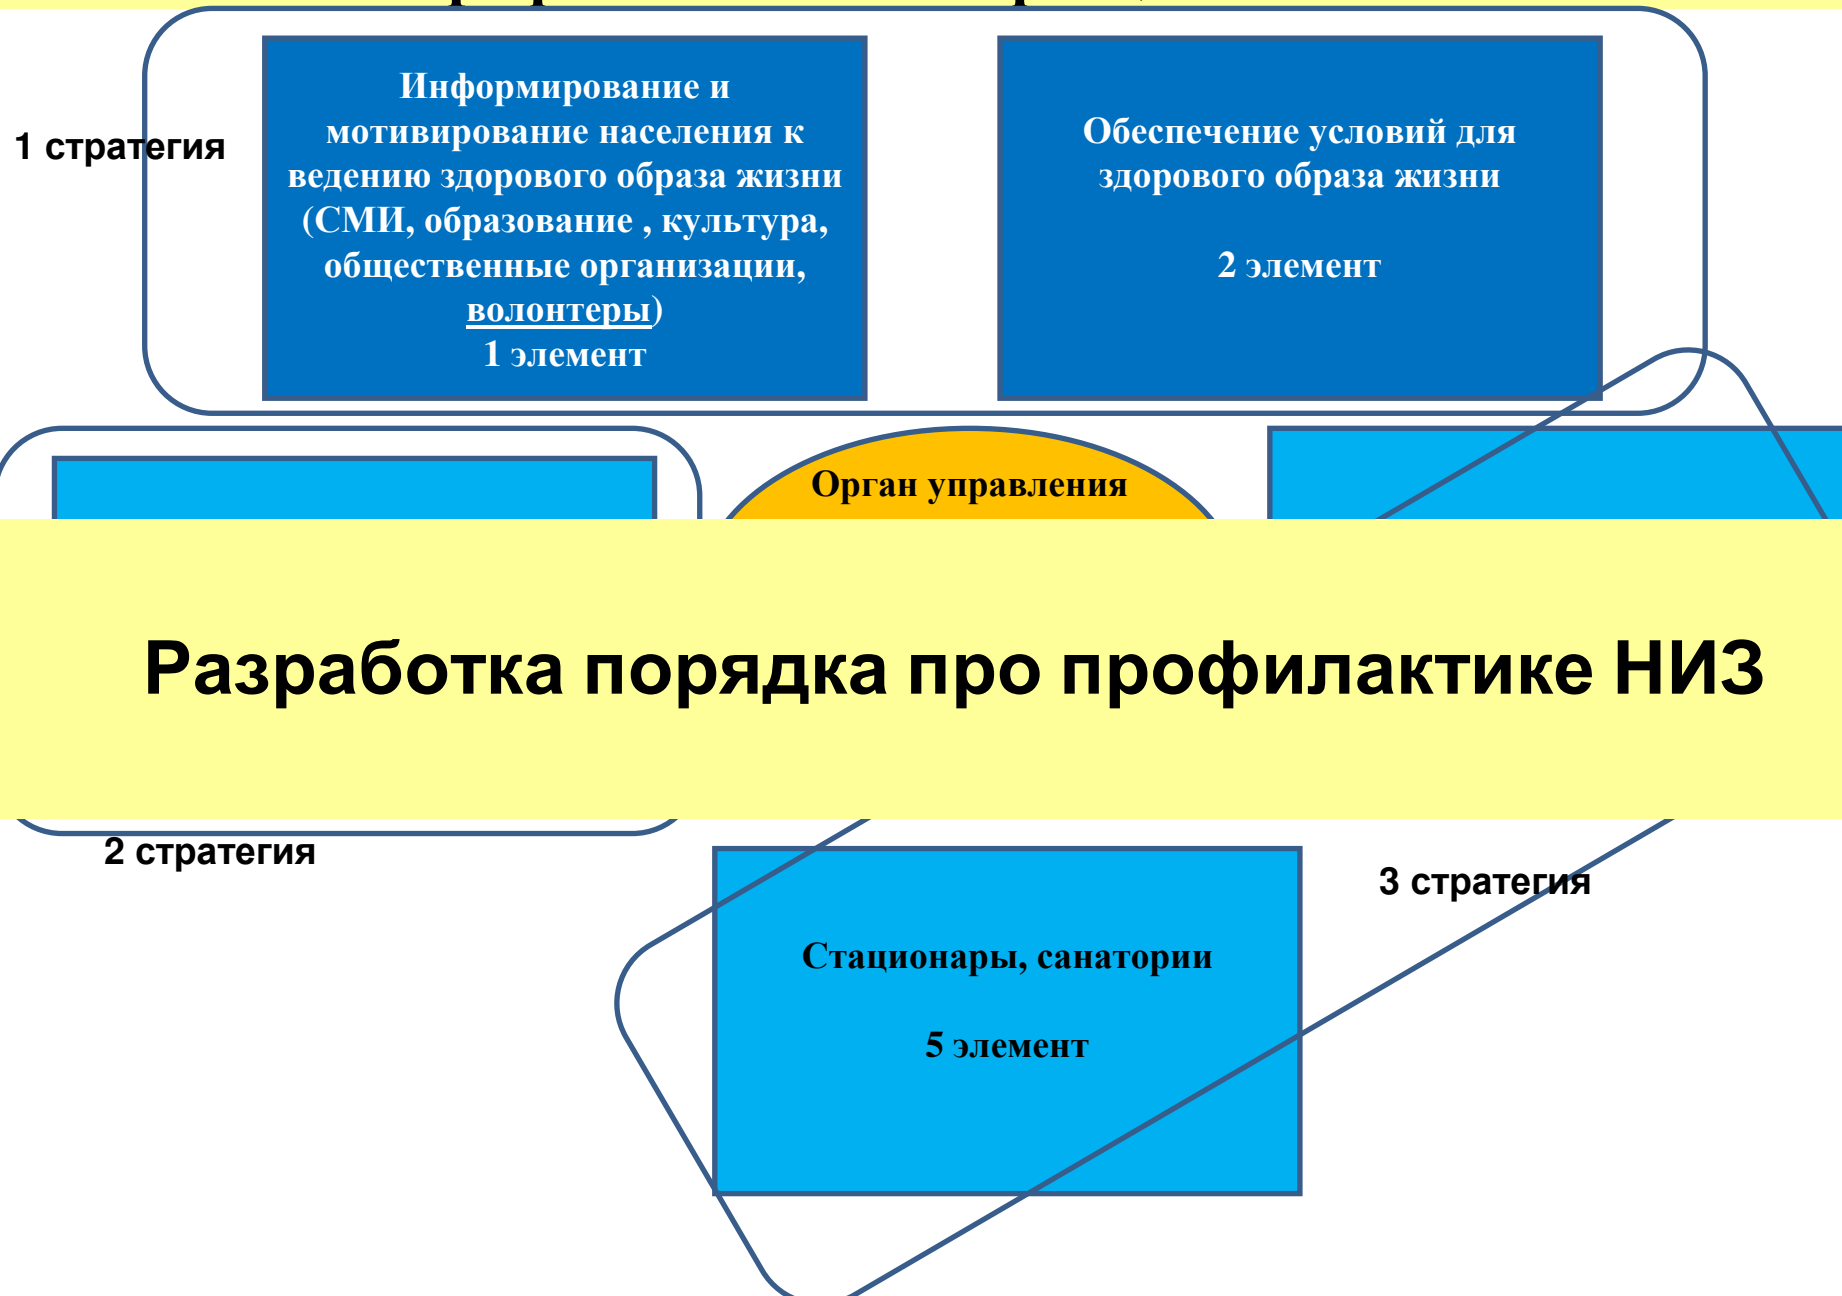 1 стратегия
Информирование и
мотивирование населения к
ведению здорового образа жизни
(СМИ, образование , культура,
общественные организации,
волонтеры)
1 элемент
Обеспечение условий для
здорового образа жизни
2 элемент
Орган управления
Разработка порядка про профилактике НИЗ
2 стратегия
3 стратегия
Стационары, санатории
5 элемент